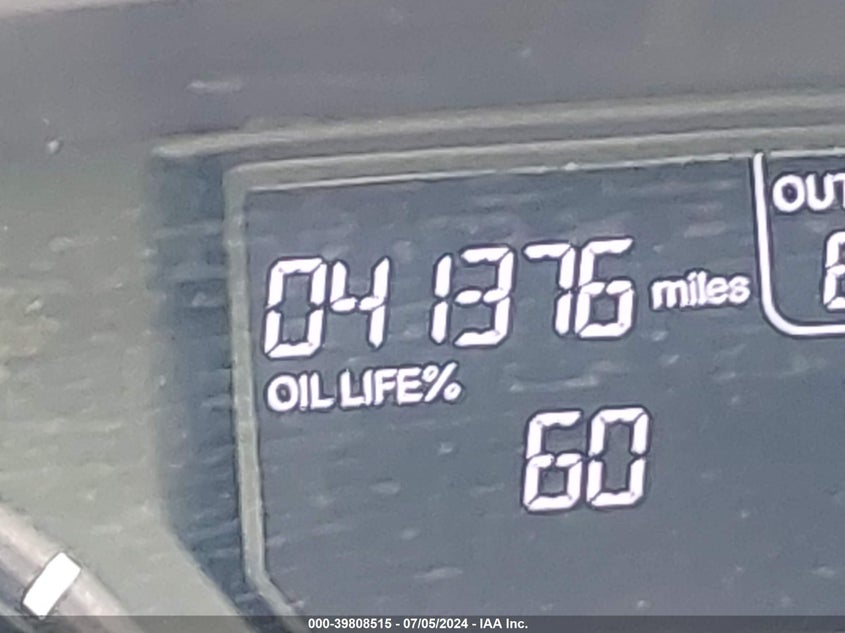 OUT
041376 miles
OIL LIFE%
60
000-39808515 - 07/05/2024 - IAA Inc.